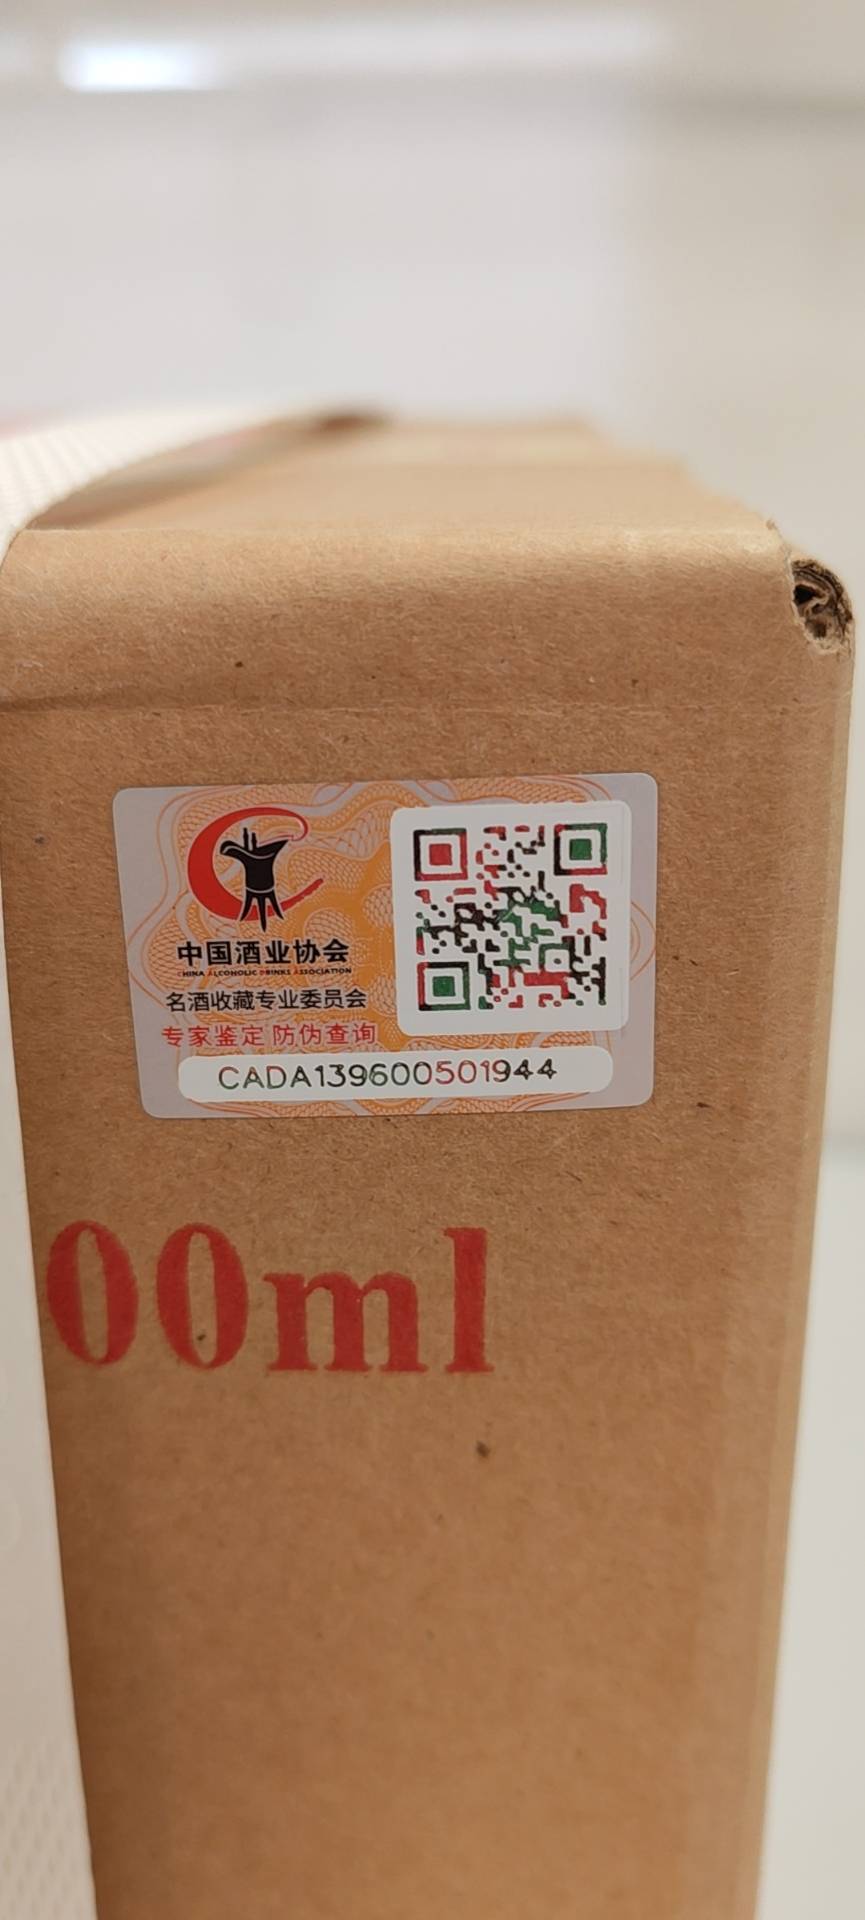 中国酒业协会
CHINA ALCOHOLIC DRINKS ASSOCIATION
名酒收藏专业委员会
专家鉴定 防伪查询
CADA139600501944
00ml